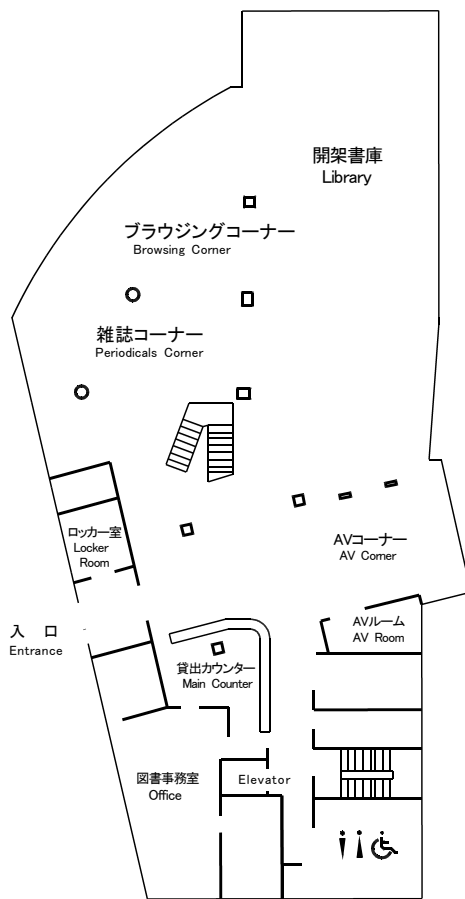 開架書庫
Library
ブラウジングコーナー
Browsing Corner
雑誌コーナー
Periodicals Corner
ロッカー室
Locker
Room
AVコーナー
AV Corner
入 口
Entrance
AVルーム
AV Room
貸出カウンター
Main Counter
図書事務室
Office
Elevator